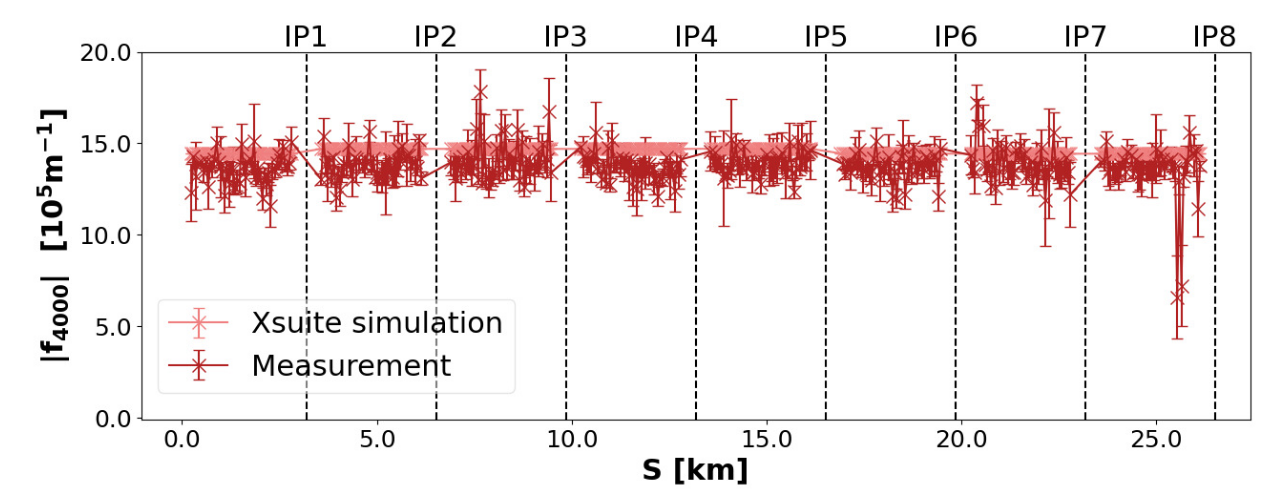 IP1 IP2 IP3 IP4 IP5 IP6 IP7 IP8
20.0
15.0
10.0
5.0
0.0
|f₄₀₀₀| [10⁵m⁻¹]
Xsuite simulation
Measurement
0.0 5.0 10.0 15.0 20.0 25.0
S [km]